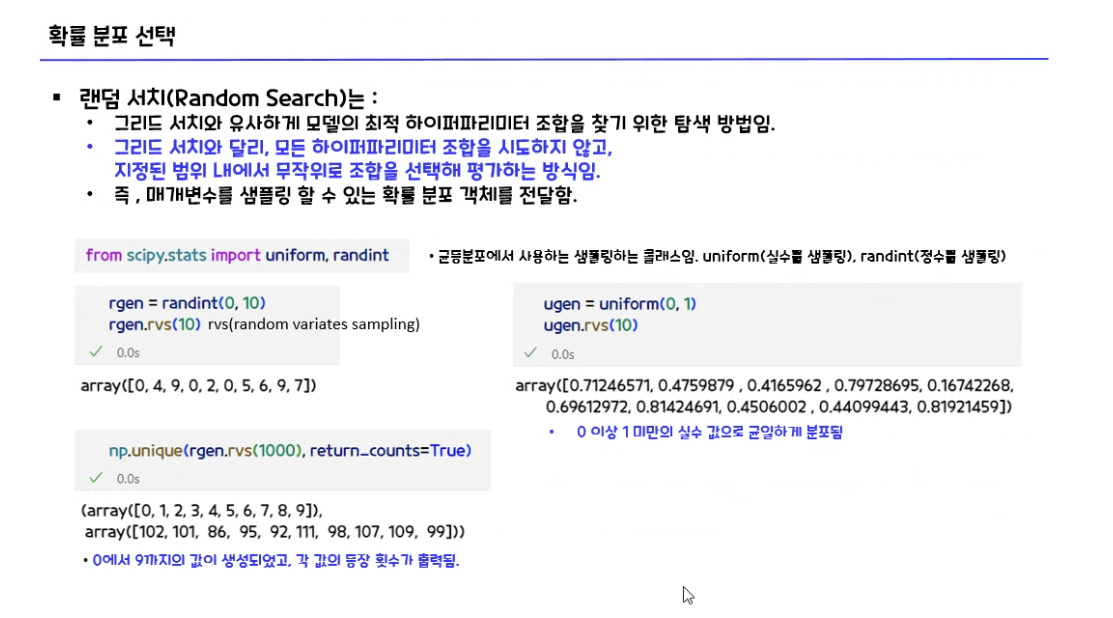 확률 분포 선택
▪ 랜덤 서치(Random Search)는 :
• 그리드 서치와 유사하게 모델의 최적 하이퍼파리미터 조합을 찾기 위한 탐색 방법임.
• 그리드 서치와 달리, 모든 하이퍼파리미터 조합을 시도하지 않고,
지정된 범위 내에서 무작위로 조합을 선택해 평가하는 방식임.
• 즉 , 매개변수를 샘플링 할 수 있는 확률 분포 객체를 전달함.
from scipy.stats import uniform, randint
• 균등분포에서 사용하는 샘플링하는 클래스임. uniform(실수를 샘플링), randint(정수를 샘플링)
rgen = randint(0, 10)
rgen.rvs(10) rvs(random variates sampling)
✓ 0.0s
array([0, 4, 9, 0, 2, 0, 5, 6, 9, 7])
ugen = uniform(0, 1)
ugen.rvs(10)
✓ 0.0s
array([0.71246571, 0.4759879 , 0.4165962 , 0.79728695, 0.16742268,
0.69612972, 0.81424691, 0.4506002 , 0.44099443, 0.81921459])
• 0 이상 1 미만의 실수 값으로 균일하게 분포됨
np.unique(rgen.rvs(1000), return_counts=True)
✓ 0.0s
(array([0, 1, 2, 3, 4, 5, 6, 7, 8, 9]),
array([102, 101, 86, 95, 92, 111, 98, 107, 109, 99]))
• 0에서 9까지의 값이 생성되었고, 각 값의 등장 횟수가 출력됨.